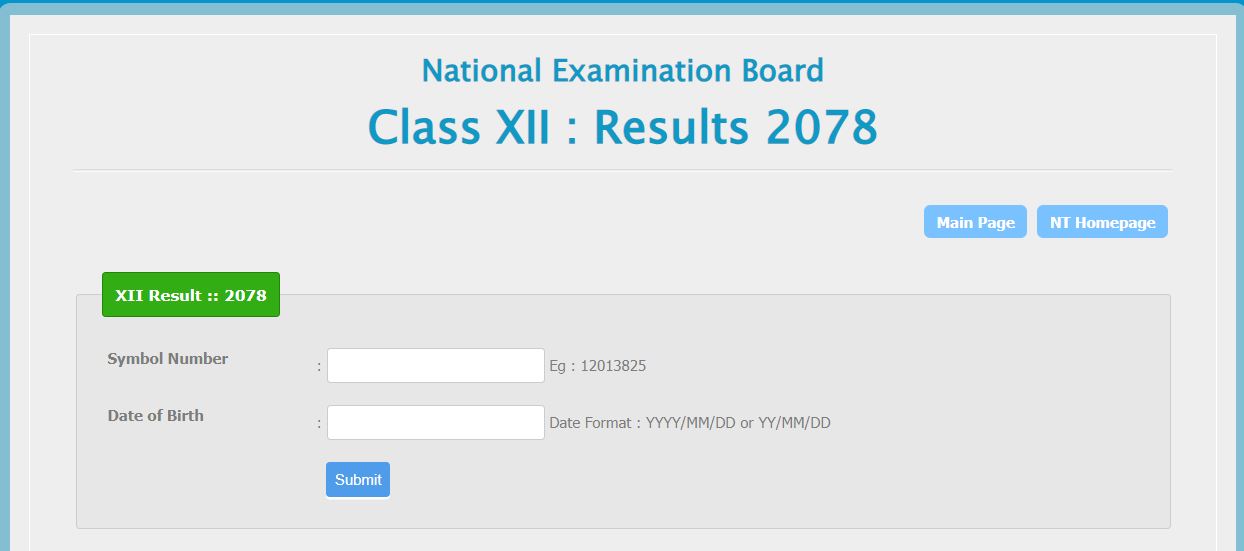 National Examination Board
Class XII : Results 2078
Main Page NT Homepage
XII Result :: 2078
Symbol Number : Eg : 12013825
Date of Birth : Date Format : YYYY/MM/DD or YY/MM/DD
Submit